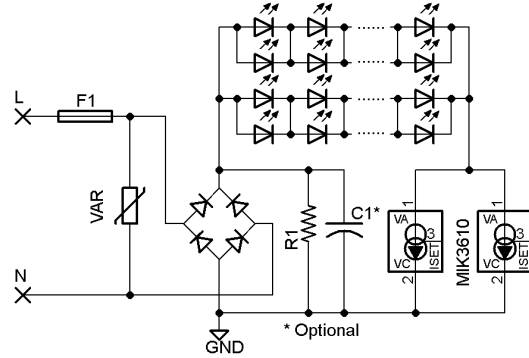 L
F1
VAR
N
R1
C1*
* Optional
GND
1
VA
3
VC
ISET
2
MIK3610
1
VA
3
VC
ISET
2